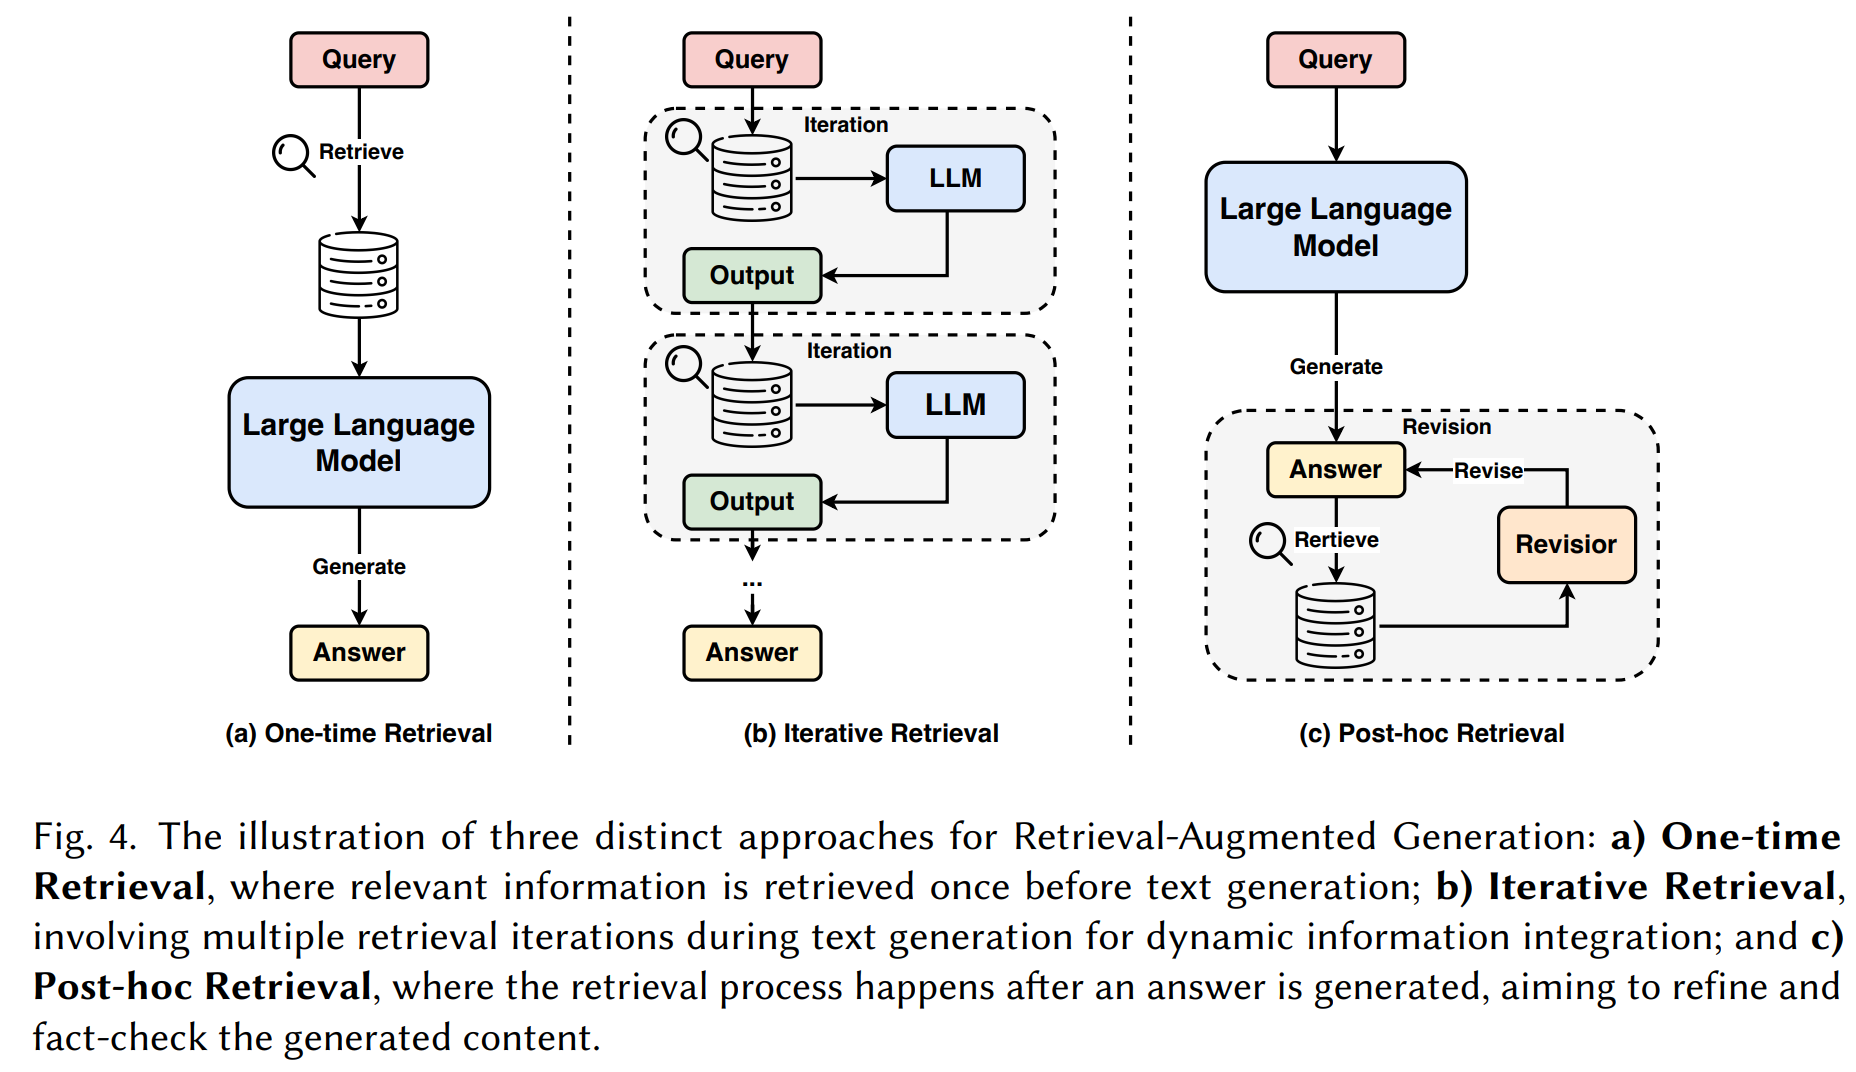 Query
Retrieve
Large Language
Model
Generate
Answer
(a) One-time Retrieval
Query
Iteration
LLM
Output
Iteration
LLM
Output
...
Answer
(b) Iterative Retrieval
Query
Large Language
Model
Generate
Revision
Answer
Revise
Rertieve
Revisior
(c) Post-hoc Retrieval
Fig. 4. The illustration of three distinct approaches for Retrieval-Augmented Generation: a) One-time
Retrieval, where relevant information is retrieved once before text generation; b) Iterative Retrieval,
involving multiple retrieval iterations during text generation for dynamic information integration; and c)
Post-hoc Retrieval, where the retrieval process happens after an answer is generated, aiming to refine and
fact-check the generated content.